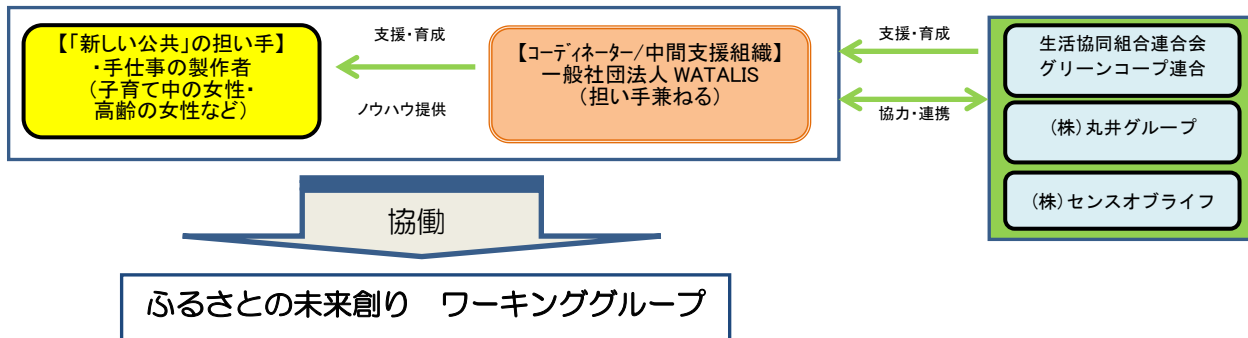 【「新しい公共」の担い手】
・手仕事の製作者
(子育て中の女性・
高齢の女性など)
支援・育成
ノウハウ提供
【コーディネーター/中間支援組織】
一般社団法人 WATALIS
(担い手兼ねる)
支援・育成
協力・連携
生活協同組合連合会
グリーンコープ連合
(株)丸井グループ
(株)センスオブライフ
協働
ふるさとの未来創り　ワーキンググループ